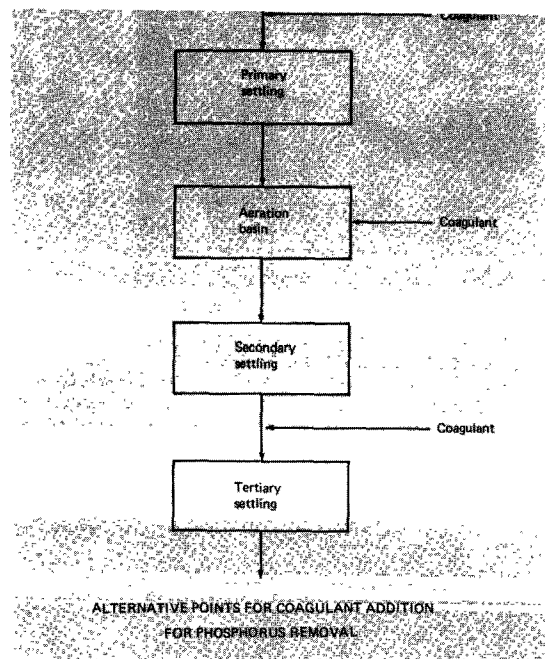 Coagulant
Primary
settling
Aeration
basin
Coagulant
Secondary
settling
Coagulant
Tertiary
settling
ALTERNATIVE POINTS FOR COAGULANT ADDITION
FOR PHOSPHORUS REMOVAL